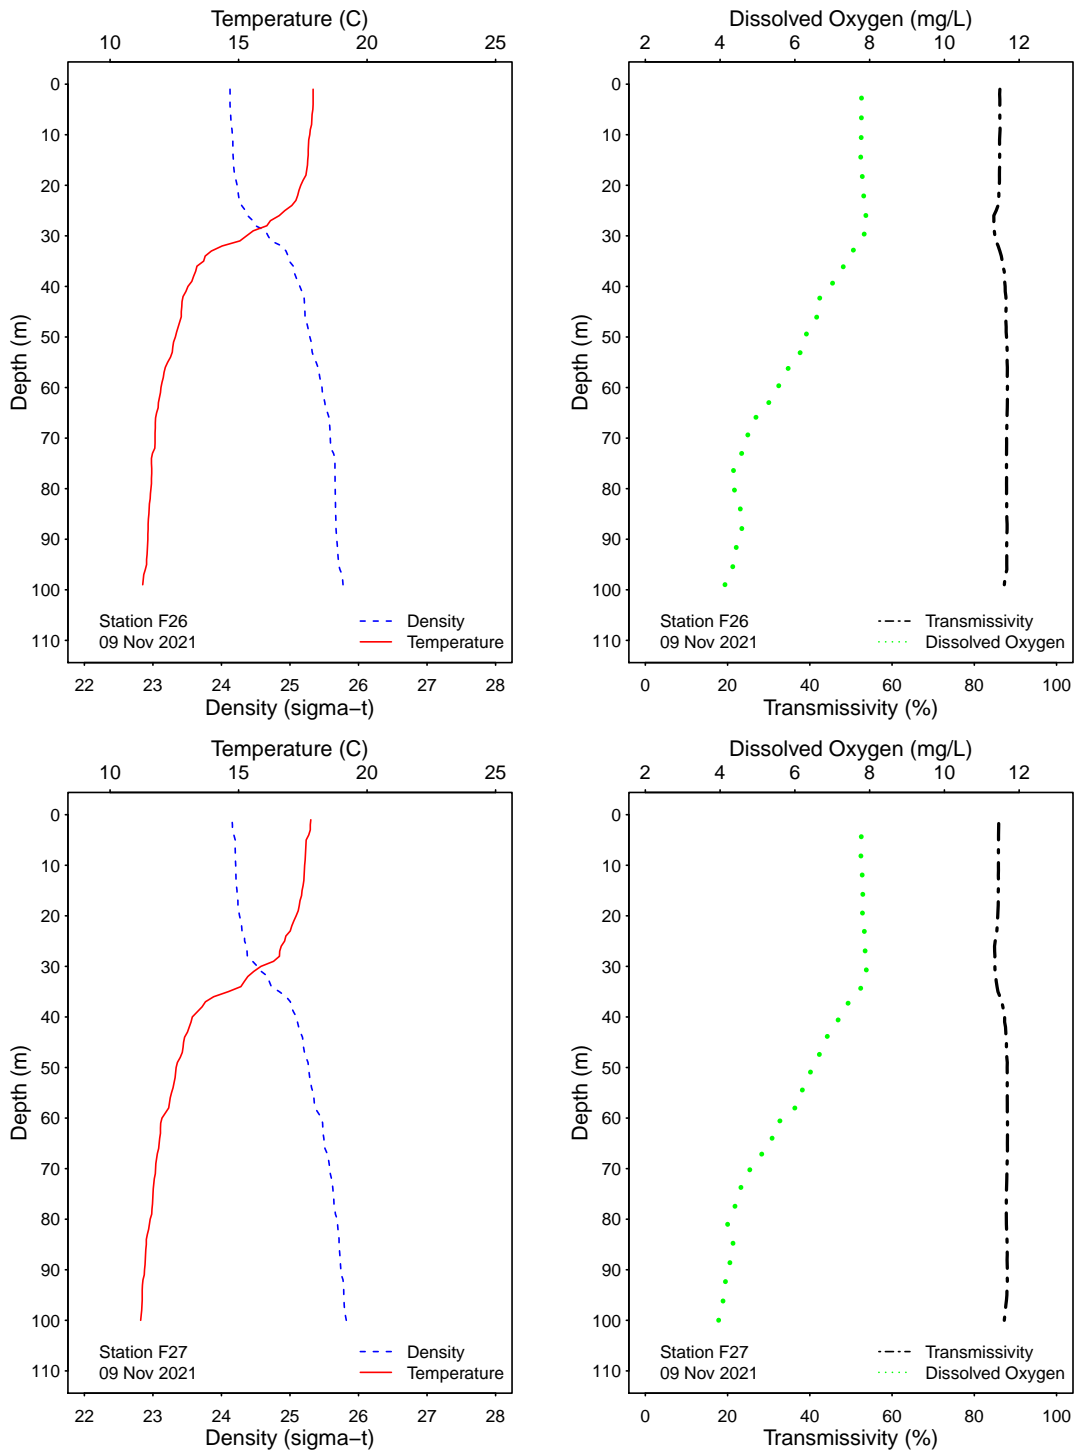 Temperature (C)
10 15 20 25
0
10
20
30
40
50
60
70
80
90
100
110
Depth (m)
Station F26
09 Nov 2021
Density
Temperature
22 23 24 25 26 27 28
Density (sigma−t)
Dissolved Oxygen (mg/L)
2 4 6 8 10 12
0
10
20
30
40
50
60
70
80
90
100
110
Depth (m)
Station F26
09 Nov 2021
Transmissivity
Dissolved Oxygen
0 20 40 60 80 100
Transmissivity (%)
Temperature (C)
10 15 20 25
0
10
20
30
40
50
60
70
80
90
100
110
Depth (m)
Station F27
09 Nov 2021
Density
Temperature
22 23 24 25 26 27 28
Density (sigma−t)
Dissolved Oxygen (mg/L)
2 4 6 8 10 12
0
10
20
30
40
50
60
70
80
90
100
110
Depth (m)
Station F27
09 Nov 2021
Transmissivity
Dissolved Oxygen
0 20 40 60 80 100
Transmissivity (%)